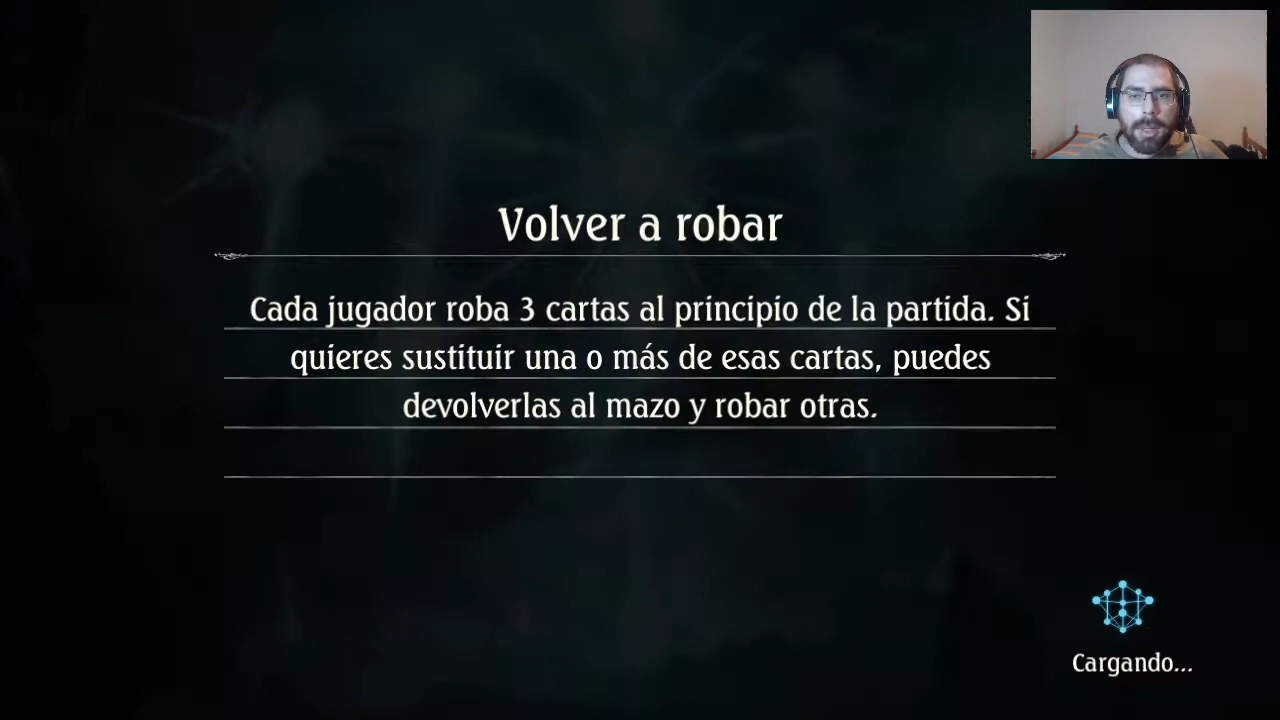 Volver a robar
Cada jugador roba 3 cartas al principio de la partida. Si
quieres sustituir una o más de esas cartas, puedes
devolverlas al mazo y robar otras.
Cargando...